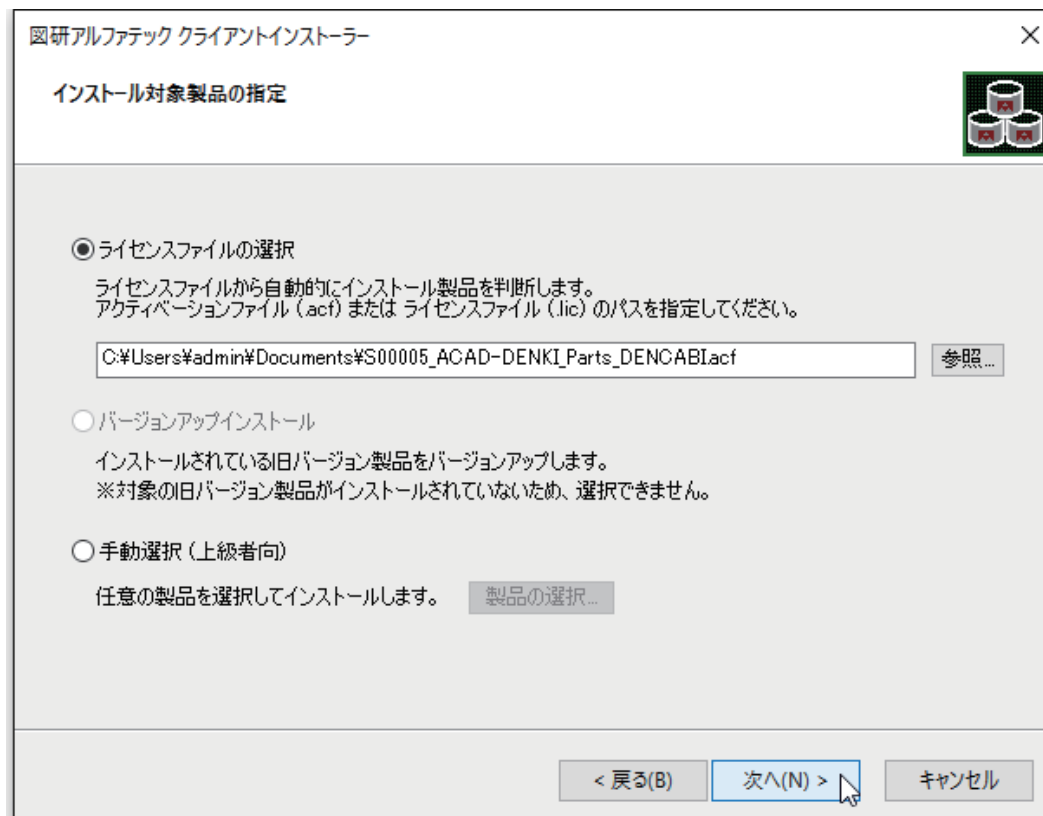 図研アルファテック クライアントインストーラー
インストール対象製品の指定
ライセンスファイルの選択
ライセンスファイルから自動的にインストール製品を判断します。
アクティベーションファイル (.acf) または ライセンスファイル (.lic) のパスを指定してください。
C:¥Users¥admin¥Documents¥S00005_ACAD-DENKI_Parts_DENCABI.acf
参照...
バージョンアップインストール
インストールされている旧バージョン製品をバージョンアップします。
※対象の旧バージョン製品がインストールされていないため、選択できません。
手動選択 (上級者向)
任意の製品を選択してインストールします。
製品の選択...
< 戻る(B)
次へ(N) >
キャンセル